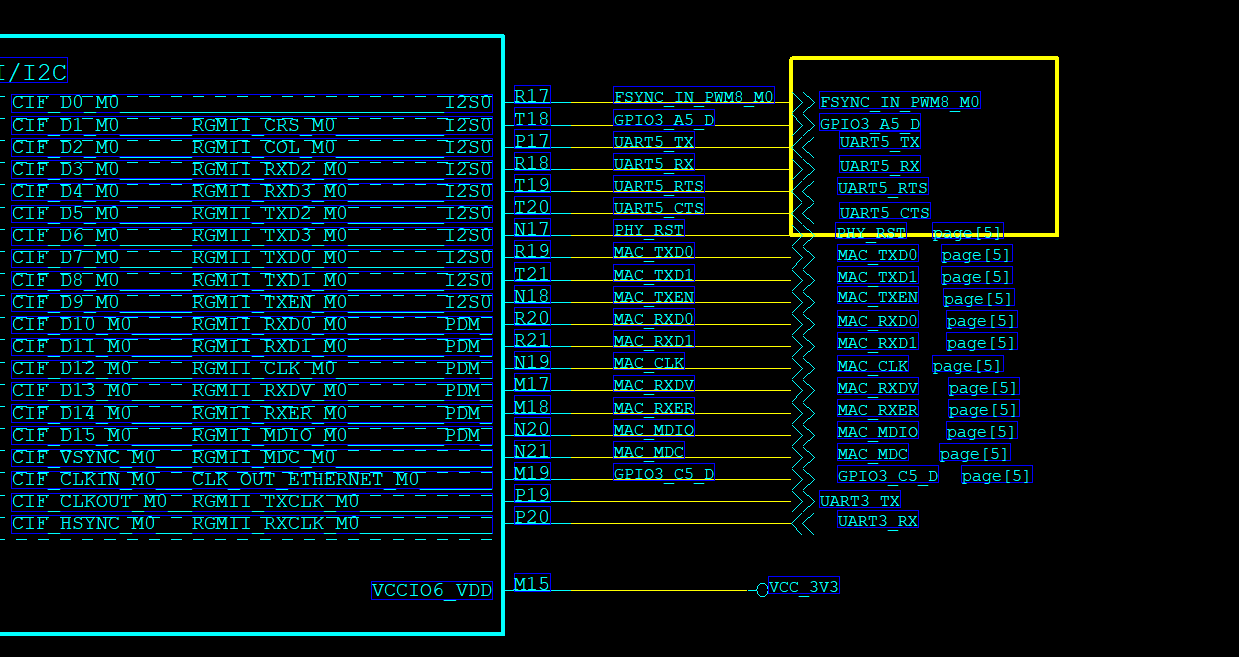 I/I2C
CIF_D0_M0 I2S0 R17 FSYNC_IN_PWM8_M0 FSYNC_IN_PWM8_M0
CIF_D1_M0 RGMII_CRS_M0 I2S0 T18 GPIO3_A5_D GPIO3_A5_D
CIF_D2_M0 RGMII_COL_M0 I2S0 P17 UART5_TX UART5_TX
CIF_D3_M0 RGMII_RXD2_M0 I2S0 R18 UART5_RX UART5_RX
CIF_D4_M0 RGMII_RXD3_M0 I2S0 T19 UART5_RTS UART5_RTS
CIF_D5_M0 RGMII_TXD2_M0 I2S0 T20 UART5_CTS UART5_CTS
CIF_D6_M0 RGMII_TXD3_M0 I2S0 N17 PHY_RST PHY_RST page[5]
CIF_D7_M0 RGMII_TXD0_M0 I2S0 R19 MAC_TXD0 MAC_TXD0 page[5]
CIF_D8_M0 RGMII_TXD1_M0 I2S0 T21 MAC_TXD1 MAC_TXD1 page[5]
CIF_D9_M0 RGMII_TXEN_M0 I2S0 N18 MAC_TXEN MAC_TXEN page[5]
CIF_D10_M0 RGMII_RXD0_M0 PDM_ R20 MAC_RXD0 MAC_RXD0 page[5]
CIF_D11_M0 RGMII_RXD1_M0 PDM_ R21 MAC_RXD1 MAC_RXD1 page[5]
CIF_D12_M0 RGMII_CLK_M0 PDM_ N19 MAC_CLK MAC_CLK page[5]
CIF_D13_M0 RGMII_RXDV_M0 PDM_ M17 MAC_RXDV MAC_RXDV page[5]
CIF_D14_M0 RGMII_RXER_M0 PDM_ M18 MAC_RXER MAC_RXER page[5]
CIF_D15_M0 RGMII_MDIO_M0 PDM_ N20 MAC_MDIO MAC_MDIO page[5]
CIF_VSYNC_M0 RGMII_MDC_M0 N21 MAC_MDC MAC_MDC page[5]
CIF_CLKIN_M0 CLK_OUT_ETHERNET_M0 M19 GPIO3_C5_D GPIO3_C5_D page[5]
CIF_CLKOUT_M0 RGMII_TXCLK_M0 P19 UART3_TX
CIF_HSYNC_M0 RGMII_RXCLK_M0 P20 UART3_RX
VCCIO6_VDD M15 VCC_3V3